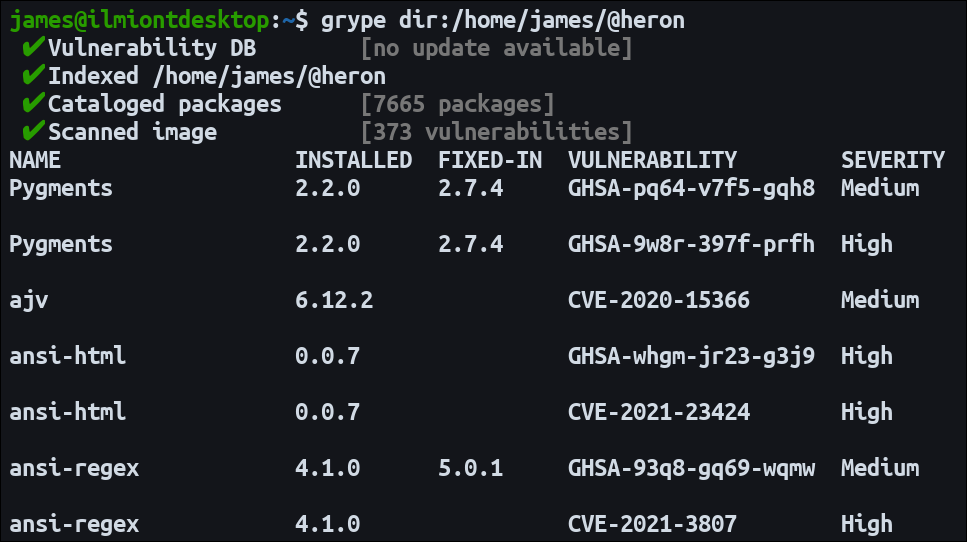 james@ilmiontdesktop:~$ grype dir:/home/james/@heron
✔ Vulnerability DB        [no update available]
✔ Indexed /home/james/@heron
✔ Cataloged packages      [7665 packages]
✔ Scanned image           [373 vulnerabilities]
NAME                  INSTALLED  FIXED-IN  VULNERABILITY        SEVERITY
Pygments              2.2.0      2.7.4     GHSA-pq64-v7f5-gqh8  Medium
Pygments              2.2.0      2.7.4     GHSA-9w8r-397f-prfh  High
ajv                   6.12.2               CVE-2020-15366       Medium
ansi-html             0.0.7                GHSA-whgm-jr23-g3j9  High
ansi-html             0.0.7                CVE-2021-23424       High
ansi-regex            4.1.0      5.0.1     GHSA-93q8-gq69-wqmw  Medium
ansi-regex            4.1.0                CVE-2021-3807        High